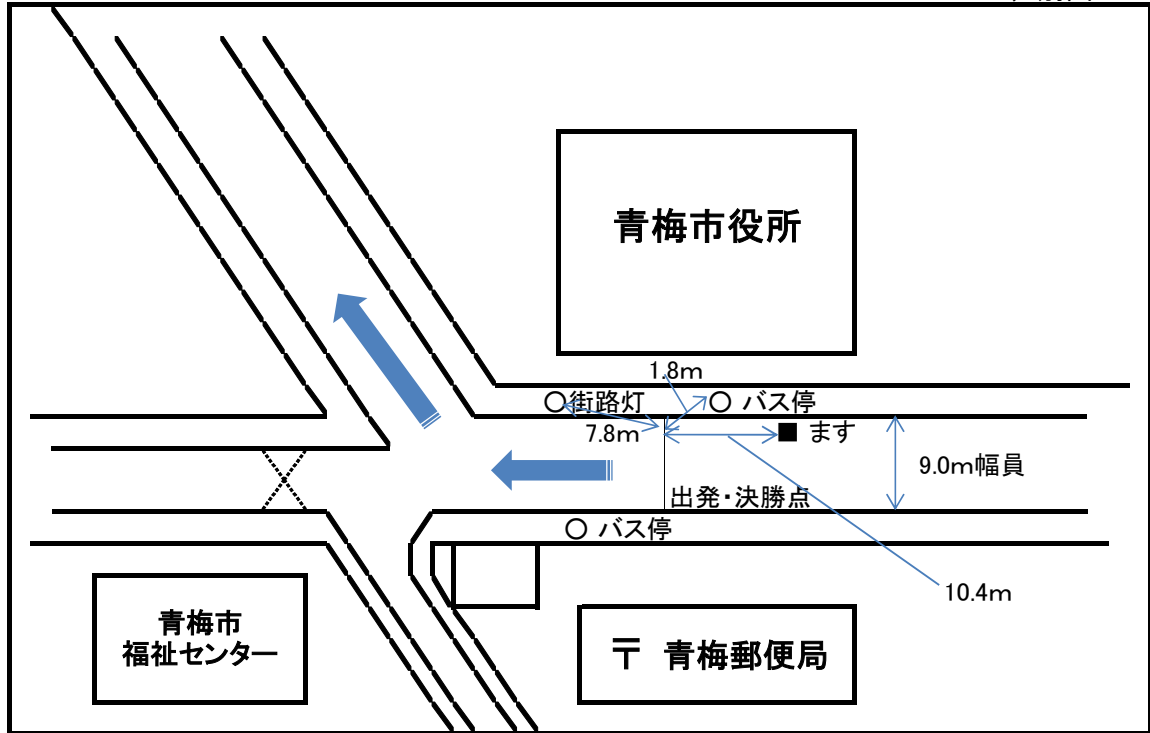 青梅市役所
1.8m
街路灯
バス停
7.8m
ます
9.0m幅員
出発・決勝点
バス停
10.4m
青梅市
福祉センター
〒 青梅郵便局